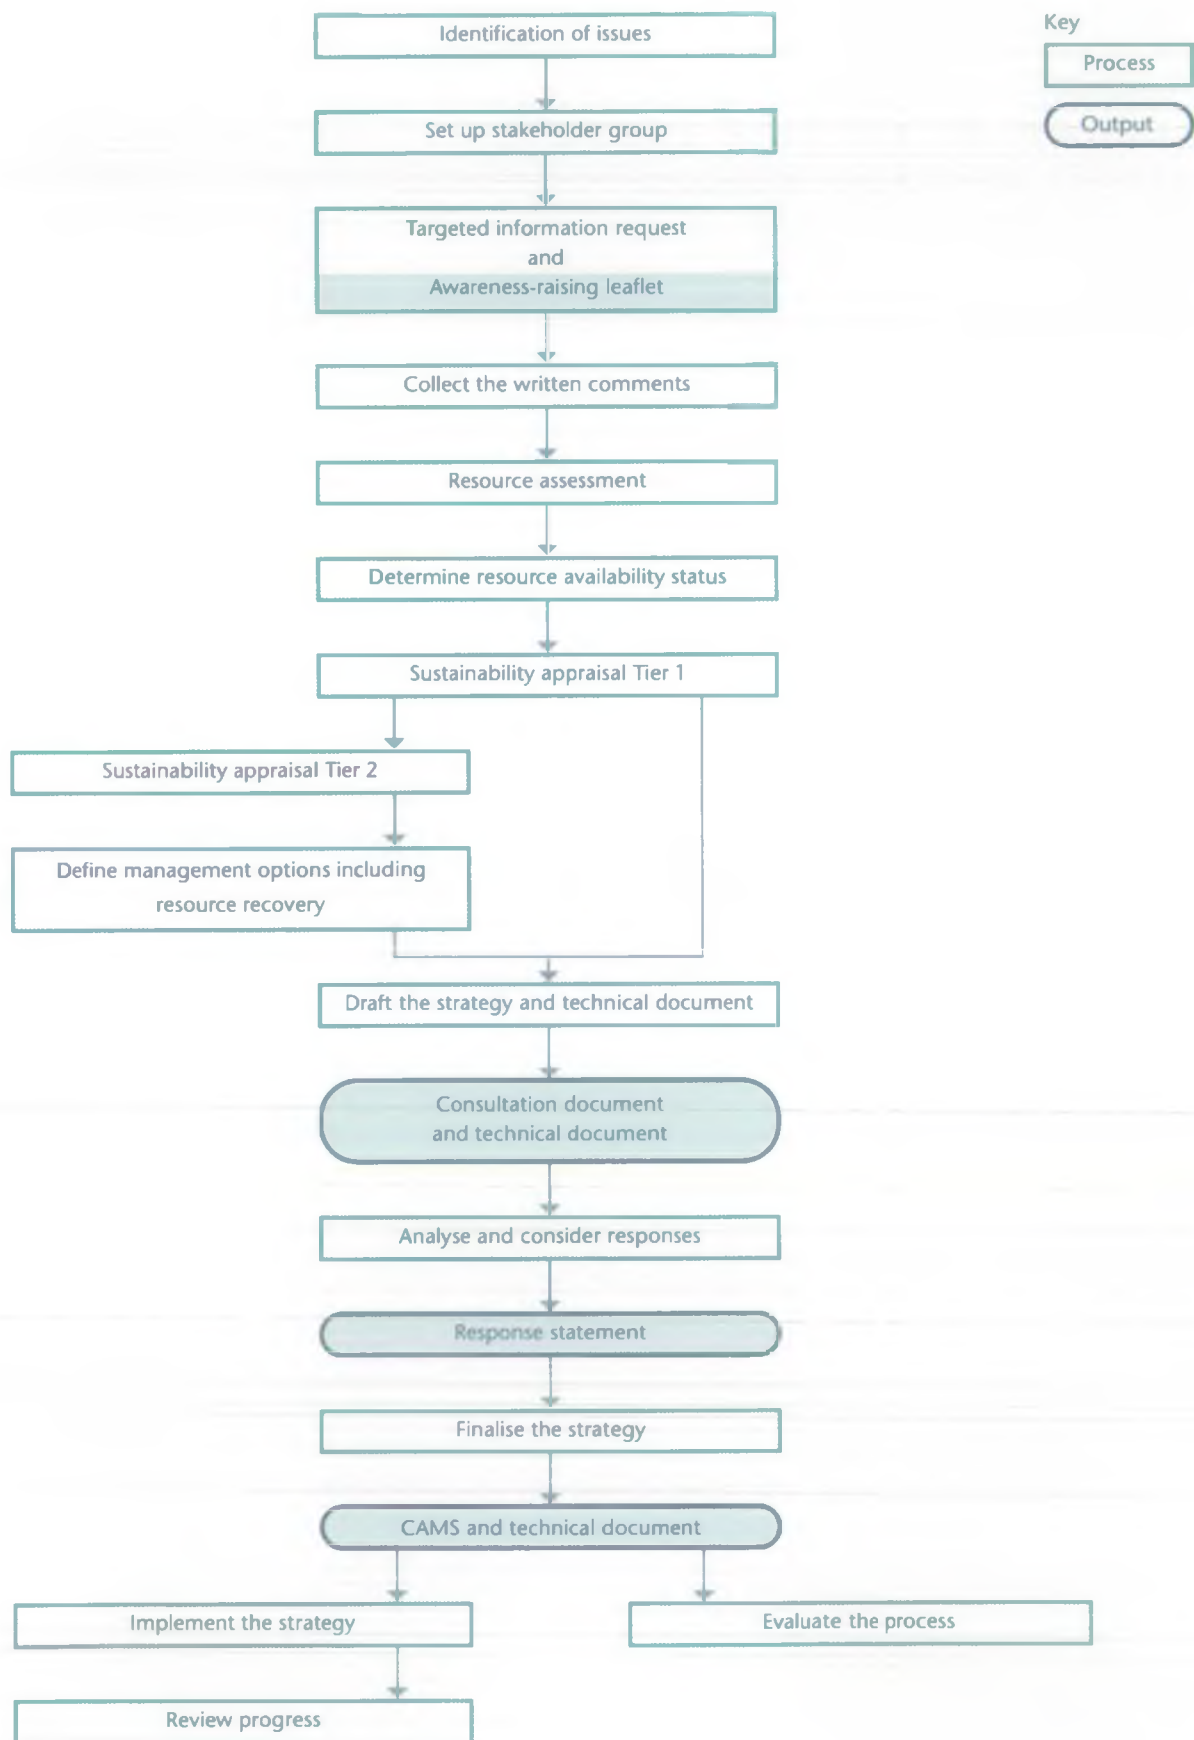 Identification of issues
Key
Process
Output
Set up stakeholder group
Targeted information request
and
Awareness-raising leaflet
Collect the written comments
Resource assessment
Determine resource availability status
Sustainability appraisal Tier 1
Sustainability appraisal Tier 2
Define management options including
resource recovery
Draft the strategy and technical document
Consultation document
and technical document
Analyse and consider responses
Response statement
Finalise the strategy
CAMS and technical document
Implement the strategy
Evaluate the process
Review progress